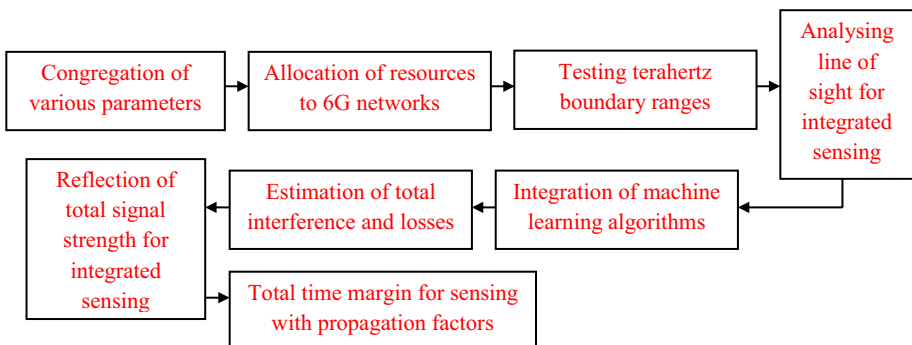 Congregation of
various parameters
Allocation of resources
to 6G networks
Testing terahertz
boundary ranges
Analysing
line of
sight for
integrated
sensing
Integration of machine
learning algorithms
Estimation of total
interference and losses
Reflection of
total signal
strength for
integrated
sensing
Total time margin for sensing
with propagation factors